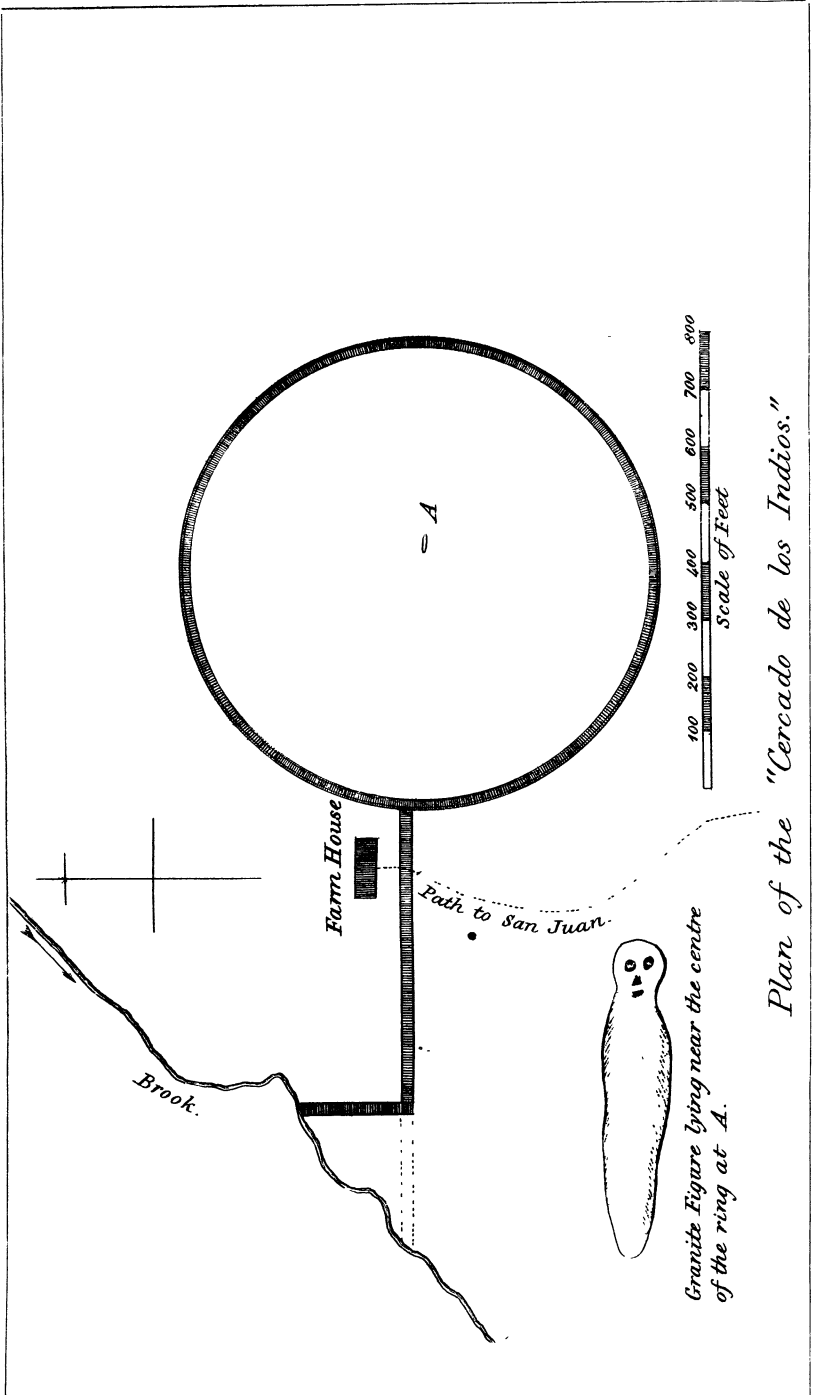 Brook.
Farm House
Path to San Juan.
A
Granite Figure lying near the centre
of the ring at A.
100 200 300 400 500 600 700 800
Scale of Feet
Plan of the "Cercado de los Indios."